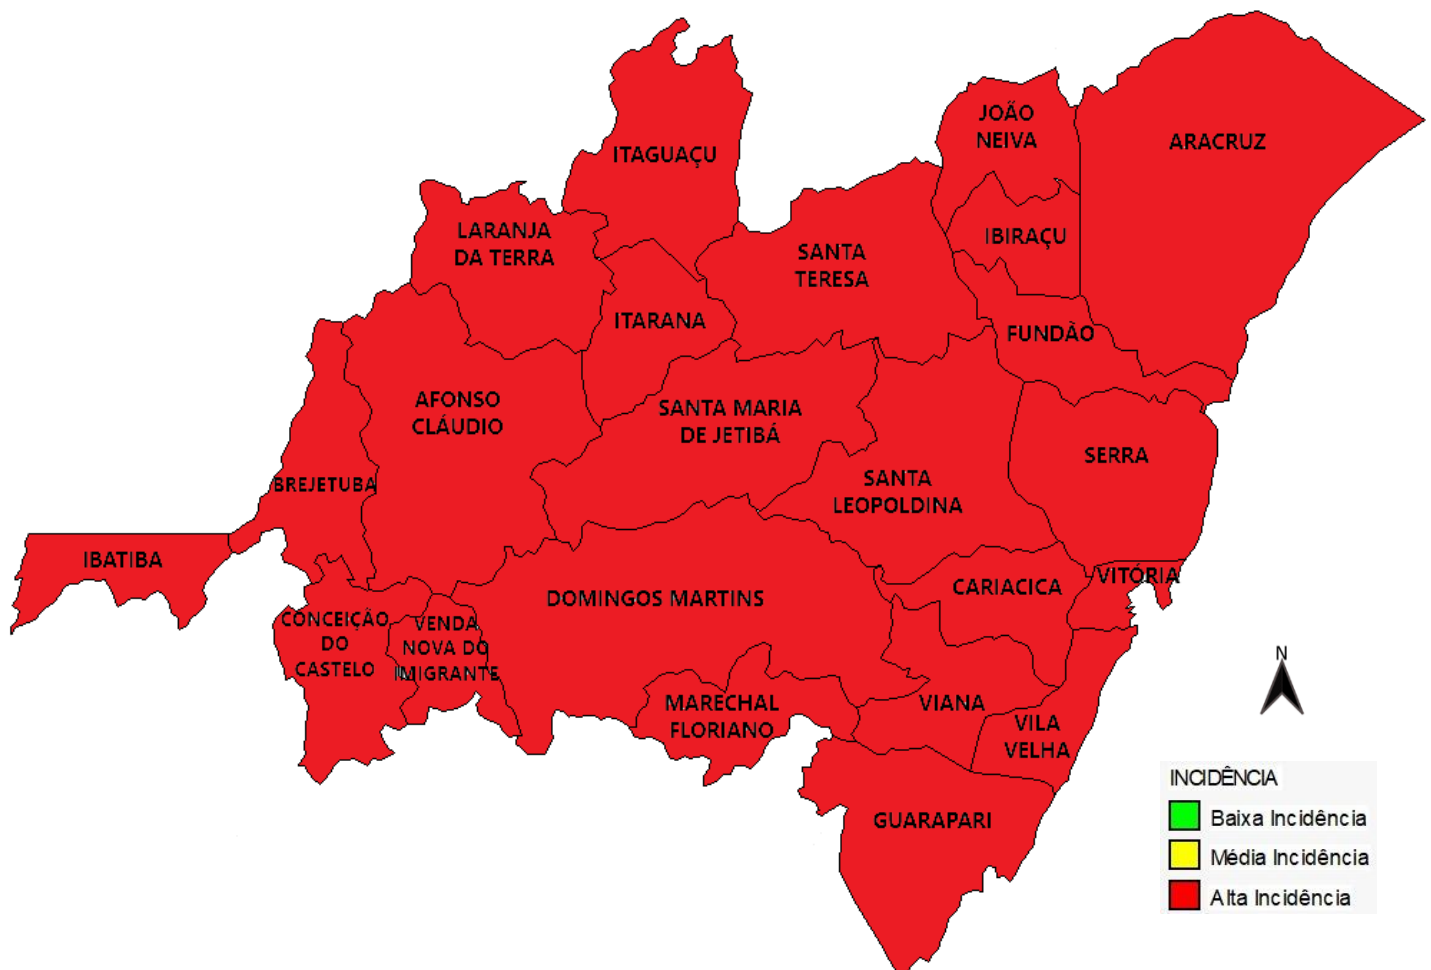 JOÃO
NEIVA
ARACRUZ
ITAGUAÇU
LARANJA
DA TERRA
IBIRAÇU
SANTA
TERESA
ITARANA
FUNDÃO
AFONSO
CLÁUDIO
SANTA MARIA
DE JETIBÁ
SERRA
BREJETUBA
SANTA
LEOPOLDINA
IBATIBA
VITÓRIA
CARIACICA
DOMINGOS MARTINS
CONCEIÇÃO
DO
CASTELO
VENDA
NOVA DO
IMIGRANTE
MARECHAL
FLORIANO
VIANA
VILA
VELHA
GUARAPARI
N
INCIDÊNCIA
Baixa Incidência
Média Incidência
Alta Incidência